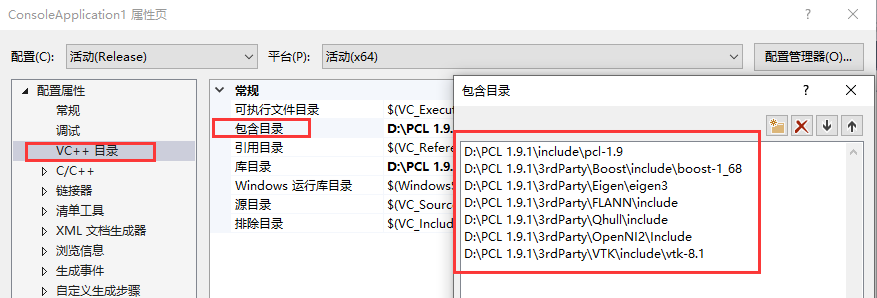 ConsoleApplication1 属性页
配置(C): 活动(Release) 平台(P): 活动(x64) 配置管理器(O)...
配置属性
常规
调试
VC++ 目录
C/C++
链接器
清单工具
XML 文档生成器
浏览信息
生成事件
自定义生成步骤
常规
可执行文件目录 $(VC_Execut
包含目录 D:\PCL 1.9.
引用目录 $(VC_Refere
库目录 D:\PCL 1.9.
Windows 运行库目录 $(WindowsS
源目录 $(VC_Source
排除目录 $(VC_Includ
包含目录
D:\PCL 1.9.1\include\pcl-1.9
D:\PCL 1.9.1\3rdParty\Boost\include\boost-1_68
D:\PCL 1.9.1\3rdParty\Eigen\eigen3
D:\PCL 1.9.1\3rdParty\FLANN\include
D:\PCL 1.9.1\3rdParty\Qhull\include
D:\PCL 1.9.1\3rdParty\OpenNI2\Include
D:\PCL 1.9.1\3rdParty\VTK\include\vtk-8.1